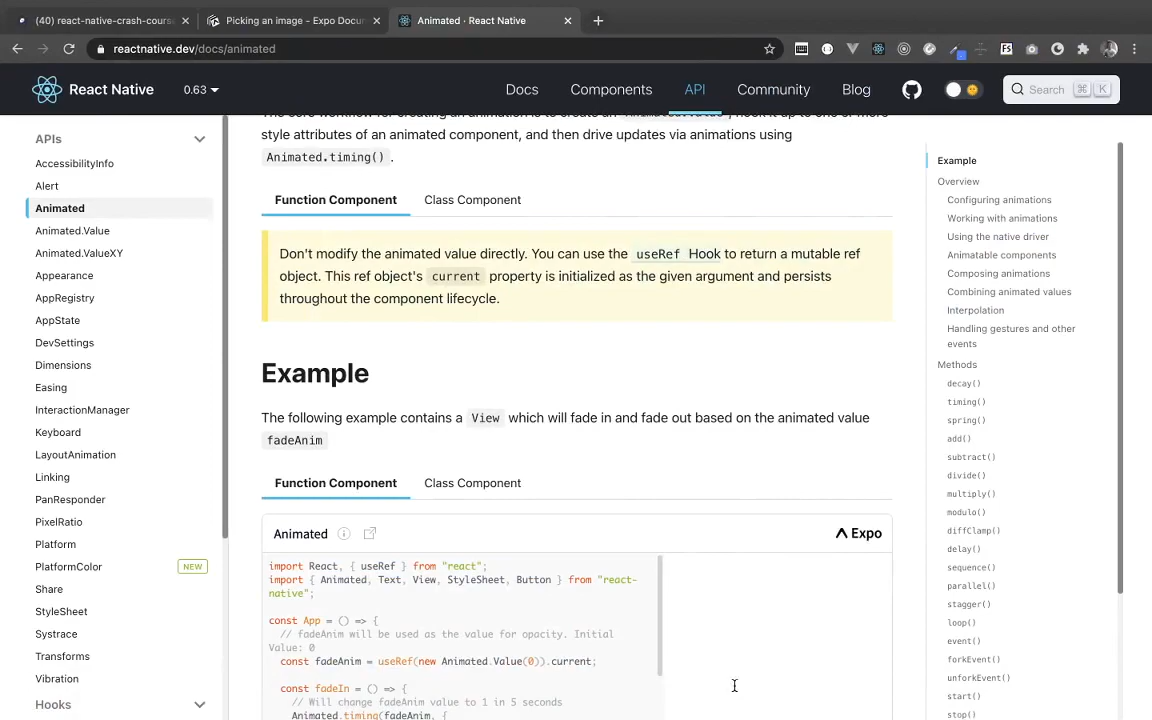 (40) react-native-crash-cours
Picking an image - Expo Docum
Animated · React Native
reactnative.dev/docs/animated
React Native
0.63
Docs
Components
API
Community
Blog
Search
⌘
K
APIs
AccessibilityInfo
Alert
Animated
Animated.Value
Animated.ValueXY
Appearance
AppRegistry
AppState
DevSettings
Dimensions
Easing
InteractionManager
Keyboard
LayoutAnimation
Linking
PanResponder
PixelRatio
Platform
PlatformColor
NEW
Share
StyleSheet
Systrace
Transforms
Vibration
Hooks
style attributes of an animated component, and then drive updates via animations using
Animated.timing().
Function Component
Class Component
Don't modify the animated value directly. You can use the useRef Hook to return a mutable ref
object. This ref object's current property is initialized as the given argument and persists
throughout the component lifecycle.
Example
The following example contains a View which will fade in and fade out based on the animated value
fadeAnim
Function Component
Class Component
Animated
Expo
import React, { useRef } from "react";
import { Animated, Text, View, StyleSheet, Button } from "react-
native";
const App = () => {
// fadeAnim will be used as the value for opacity. Initial
Value: 0
const fadeAnim = useRef(new Animated.Value(0)).current;
const fadeIn = () => {
// Will change fadeAnim value to 1 in 5 seconds
Animated.timing(fadeAnim, {
Example
Overview
Configuring animations
Working with animations
Using the native driver
Animatable components
Composing animations
Combining animated values
Interpolation
Handling gestures and other
events
Methods
decay()
timing()
spring()
add()
subtract()
divide()
multiply()
modulo()
diffClamp()
delay()
sequence()
parallel()
stagger()
loop()
event()
forkEvent()
unforkEvent()
start()
stop()